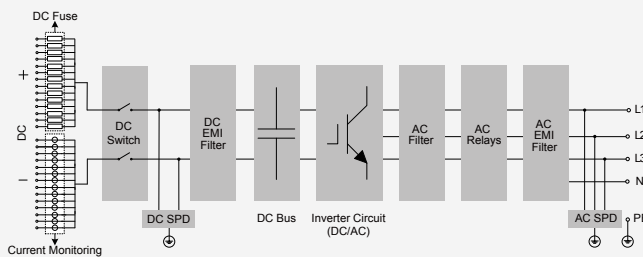 DC Fuse
+
DC
–
Current Monitoring
DC
Switch
DC SPD
DC
EMI
Filter
DC Bus
Inverter Circuit
(DC/AC)
AC
Filter
AC
Relays
AC
EMI
Filter
AC SPD
L1
L2
L3
N